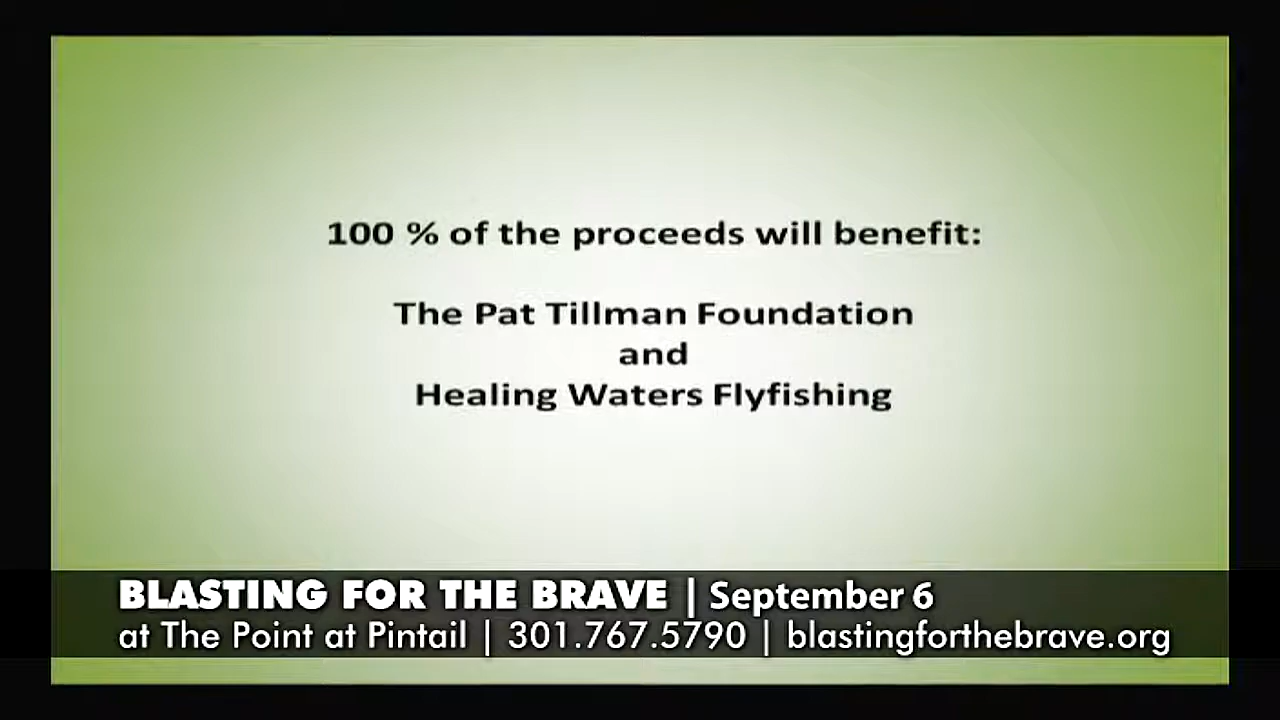 100 % of the proceeds will benefit:
The Pat Tillman Foundation
and
Healing Waters Flyfishing
BLASTING FOR THE BRAVE | September 6
at The Point at Pintail | 301.767.5790 | blastingforthebrave.org